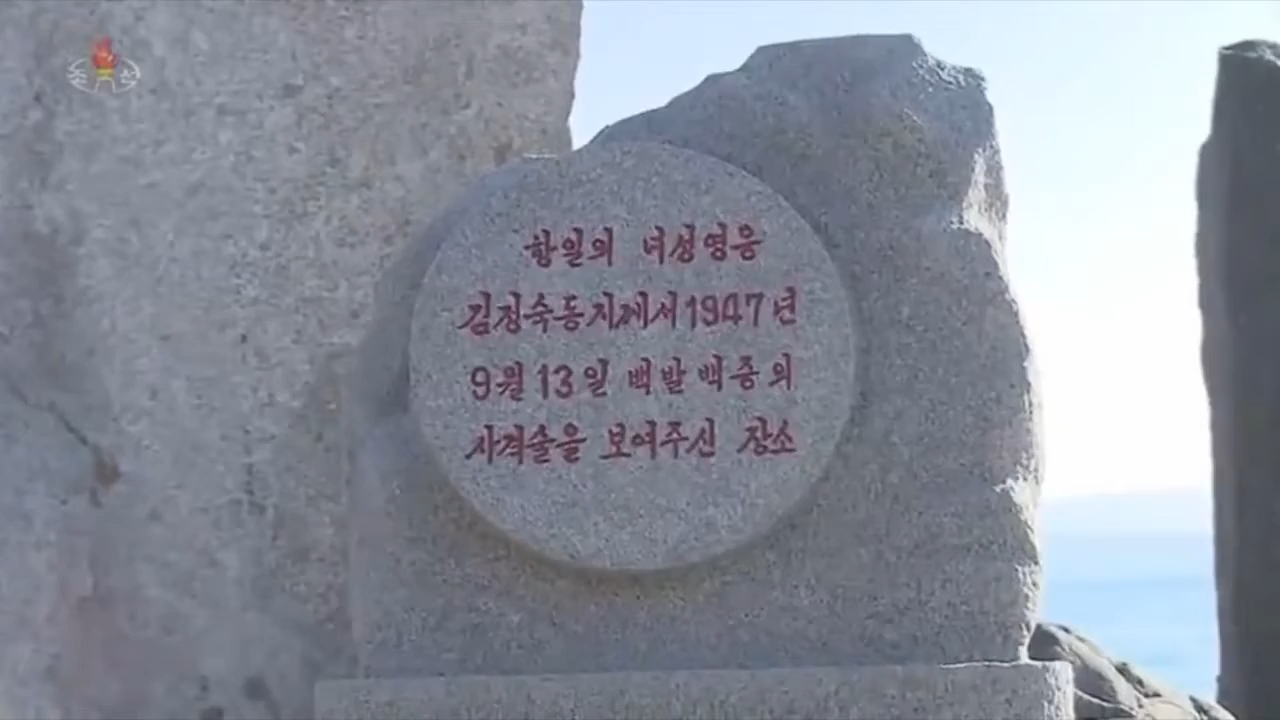 조선
항일의 녀성영웅
김정숙동지께서 1947년
9월 13일 백발백중의
사격술을 보여주신 장소